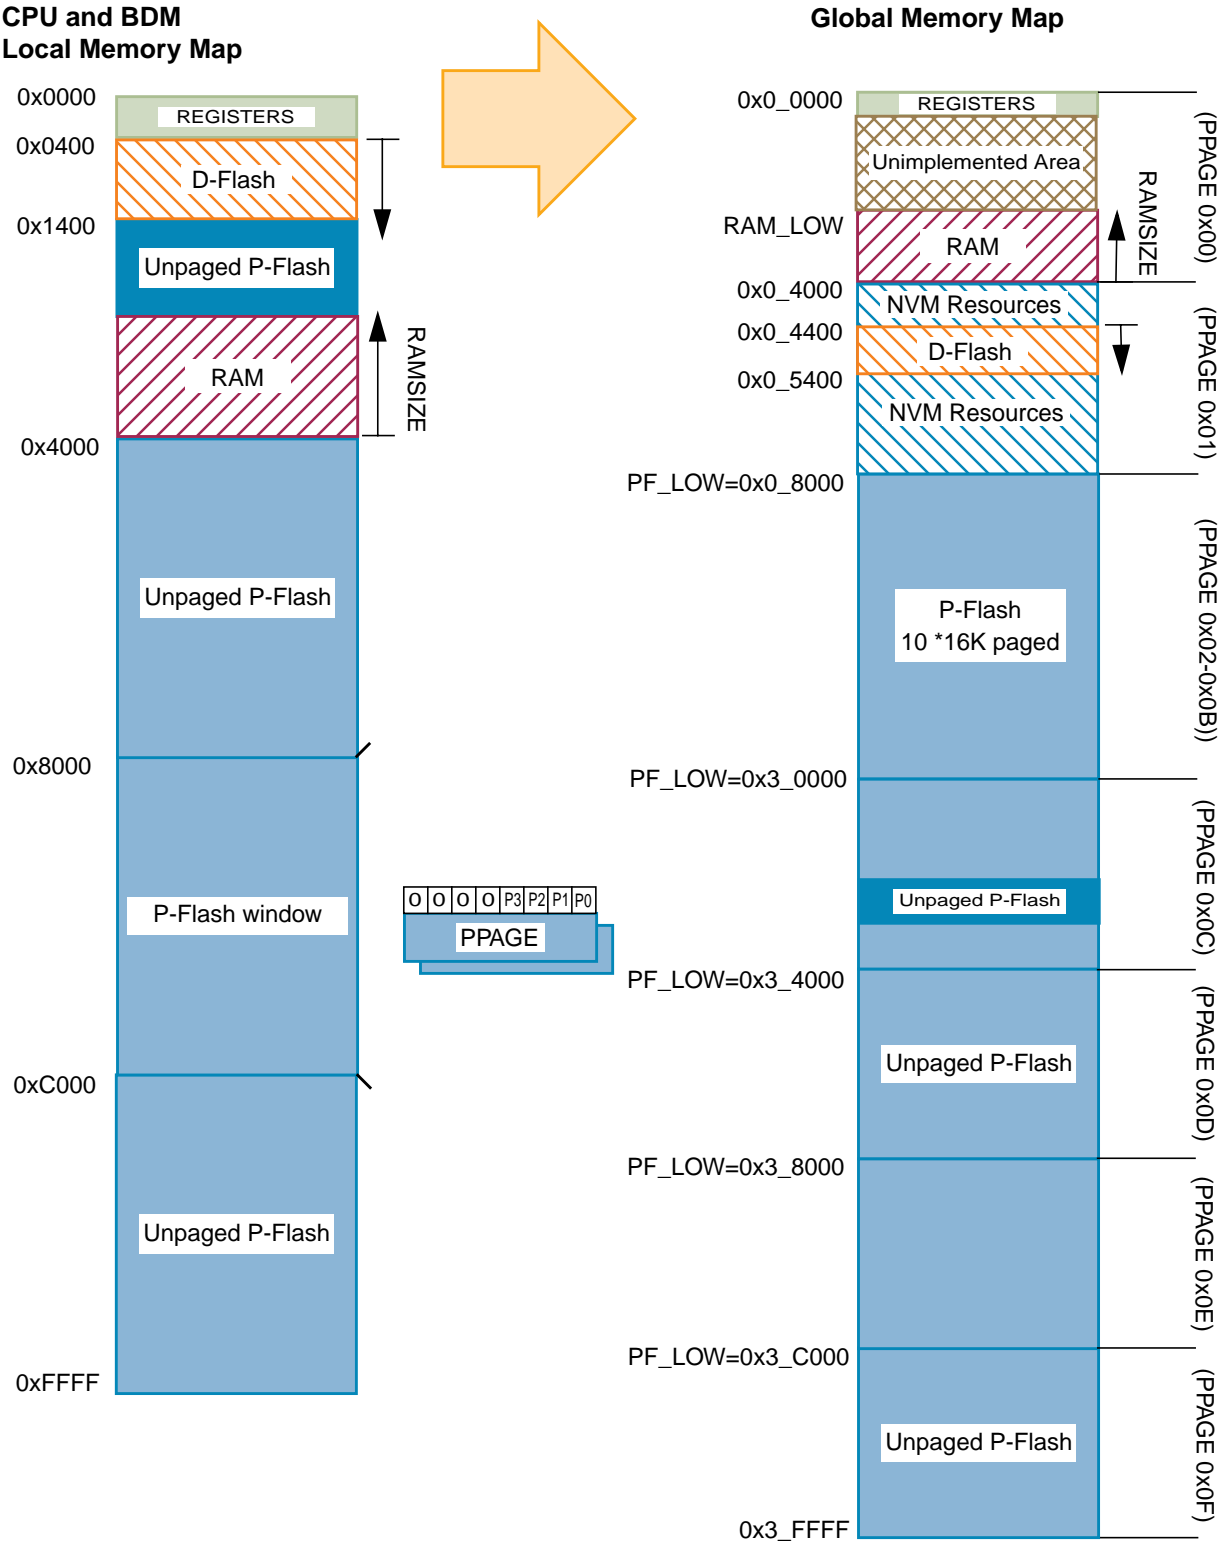 CPU and BDM
Local Memory Map
0x0000
REGISTERS
0x0400
D-Flash
0x1400
Unpaged P-Flash
RAM
RAMSIZE
0x4000
Unpaged P-Flash
0x8000
P-Flash window
0xC000
Unpaged P-Flash
0xFFFF
0 0 0 0 P3 P2 P1 P0
PPAGE
Global Memory Map
0x0_0000
REGISTERS
Unimplemented Area
(PPAGE 0x00)
RAM_LOW
RAM
RAMSIZE
0x0_4000
NVM Resources
0x0_4400
D-Flash
0x0_5400
NVM Resources
(PPAGE 0x01)
PF_LOW=0x0_8000
P-Flash
10 *16K paged
(PPAGE 0x02-0x0B))
PF_LOW=0x3_0000
Unpaged P-Flash
(PPAGE 0x0C)
PF_LOW=0x3_4000
Unpaged P-Flash
(PPAGE 0x0D)
PF_LOW=0x3_8000
(PPAGE 0x0E)
PF_LOW=0x3_C000
Unpaged P-Flash
(PPAGE 0x0F)
0x3_FFFF